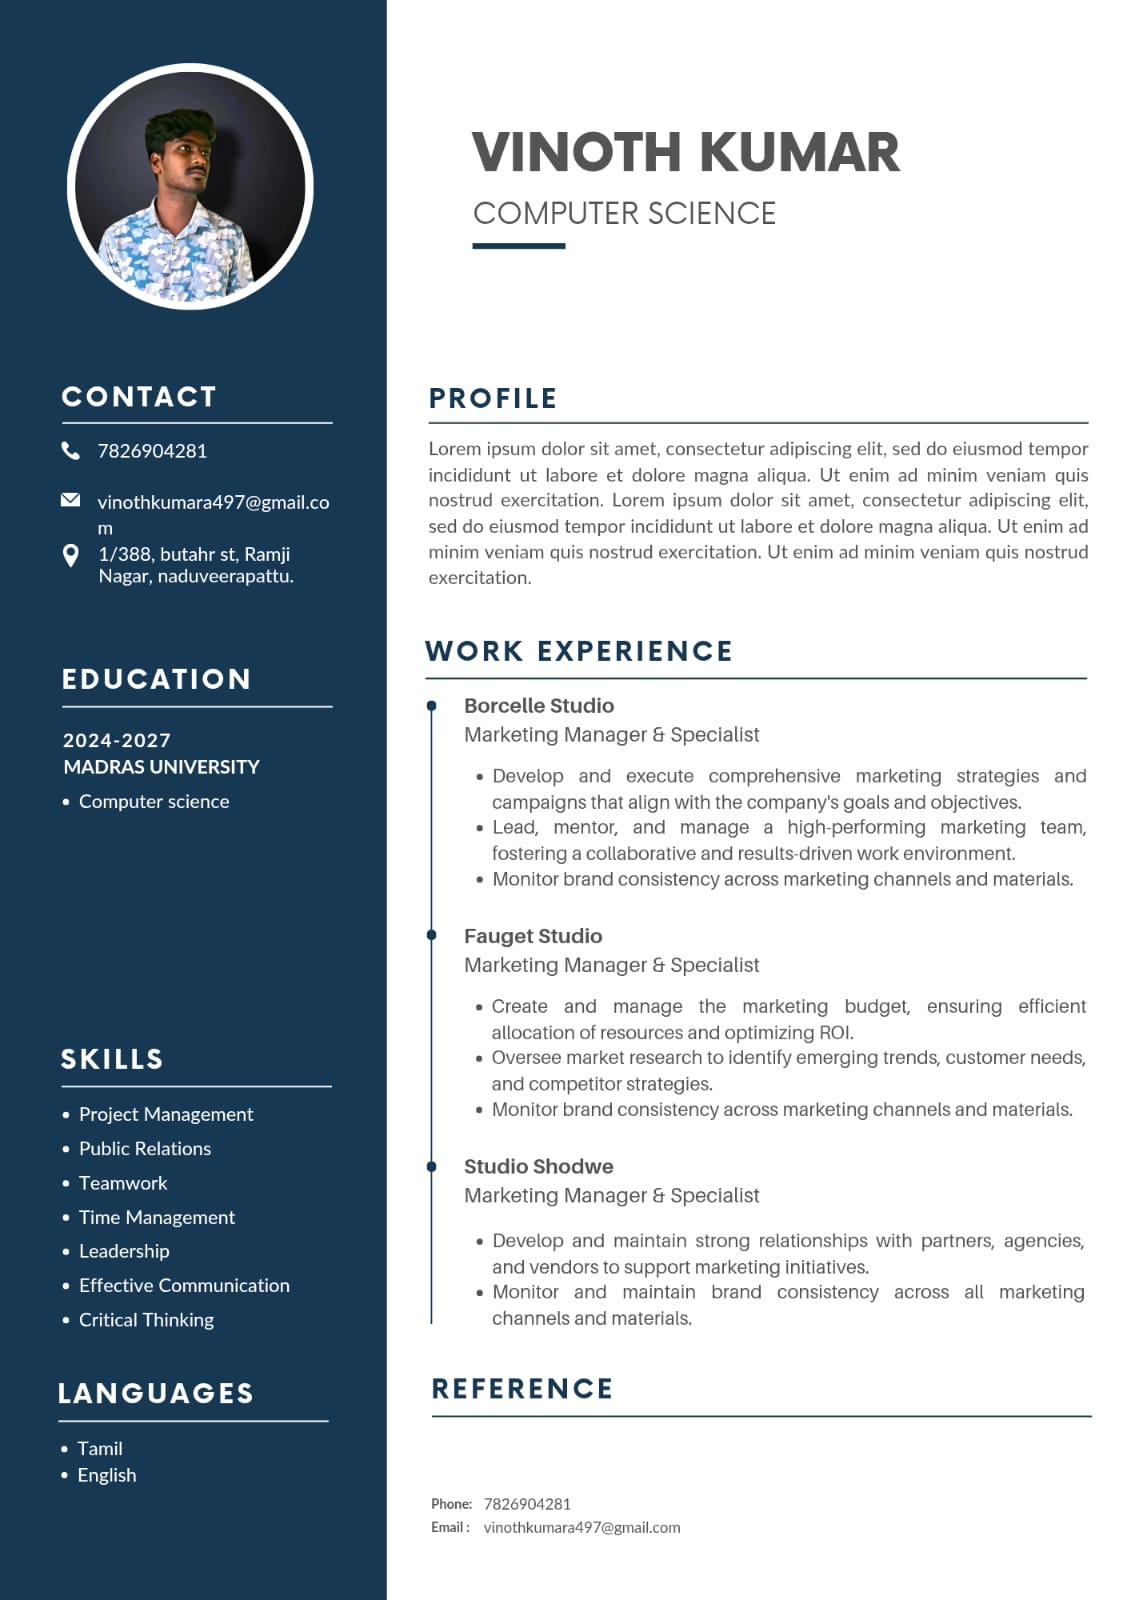 VINOTH KUMAR
COMPUTER SCIENCE
CONTACT
7826904281
vinothkumara497@gmail.co
m
1/388, butahr st, Ramji
Nagar, naduveerapattu.
EDUCATION
2024-2027
MADRAS UNIVERSITY
• Computer science
SKILLS
• Project Management
• Public Relations
• Teamwork
• Time Management
• Leadership
• Effective Communication
• Critical Thinking
LANGUAGES
• Tamil
• English
PROFILE
Lorem ipsum dolor sit amet, consectetur adipiscing elit, sed do eiusmod tempor
incididunt ut labore et dolore magna aliqua. Ut enim ad minim veniam quis
nostrud exercitation. Lorem ipsum dolor sit amet, consectetur adipiscing elit,
sed do eiusmod tempor incididunt ut labore et dolore magna aliqua. Ut enim ad
minim veniam quis nostrud exercitation. Ut enim ad minim veniam quis nostrud
exercitation.
WORK EXPERIENCE
Borcelle Studio
Marketing Manager & Specialist
• Develop and execute comprehensive marketing strategies and
campaigns that align with the company's goals and objectives.
• Lead, mentor, and manage a high-performing marketing team,
fostering a collaborative and results-driven work environment.
• Monitor brand consistency across marketing channels and materials.
Fauget Studio
Marketing Manager & Specialist
• Create and manage the marketing budget, ensuring efficient
allocation of resources and optimizing ROI.
• Oversee market research to identify emerging trends, customer needs,
and competitor strategies.
• Monitor brand consistency across marketing channels and materials.
Studio Shodwe
Marketing Manager & Specialist
• Develop and maintain strong relationships with partners, agencies,
and vendors to support marketing initiatives.
• Monitor and maintain brand consistency across all marketing
channels and materials.
REFERENCE
Phone: 7826904281
Email : vinothkumara497@gmail.com